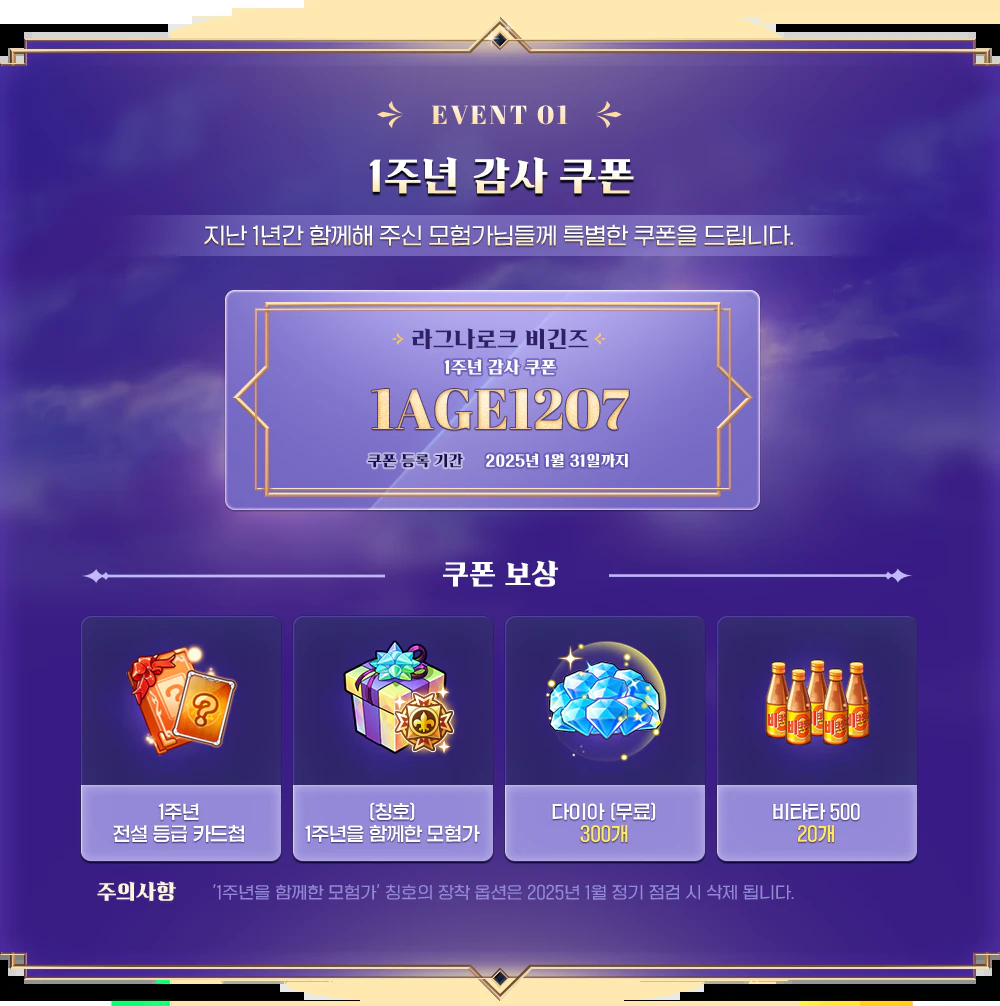 EVENT 01
1주년 감사 쿠폰
지난 1년간 함께해 주신 모험가님들께 특별한 쿠폰을 드립니다.
라그나로크 비긴즈
1주년 감사 쿠폰
1AGE1207
쿠폰 등록 기간 2025년 1월 31일까지
쿠폰 보상
1주년
전설 등급 카드첩
(칭호)
1주년을 함께한 모험가
다이아 (무료)
300개
비타타 500
20개
주의사항 '1주년을 함께한 모험가' 칭호의 장착 옵션은 2025년 1월 정기 점검 시 삭제 됩니다.